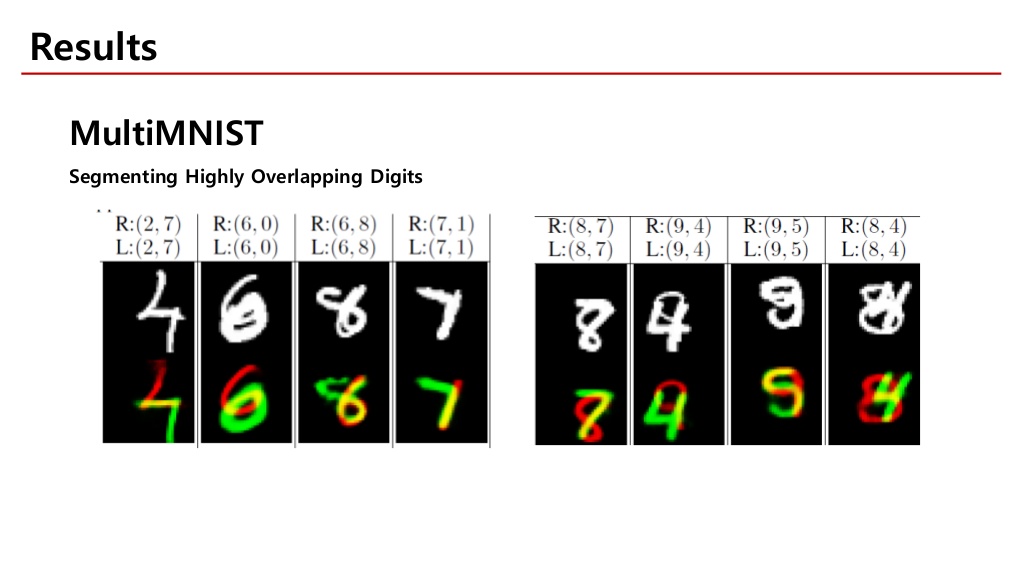 Results
MultiMNIST
Segmenting Highly Overlapping Digits
R:(2, 7) R:(6, 0) R:(6, 8) R:(7, 1)
L:(2, 7) L:(6, 0) L:(6, 8) L:(7, 1)
R:(8, 7) R:(9, 4) R:(9, 5) R:(8, 4)
L:(8, 7) L:(9, 4) L:(9, 5) L:(8, 4)